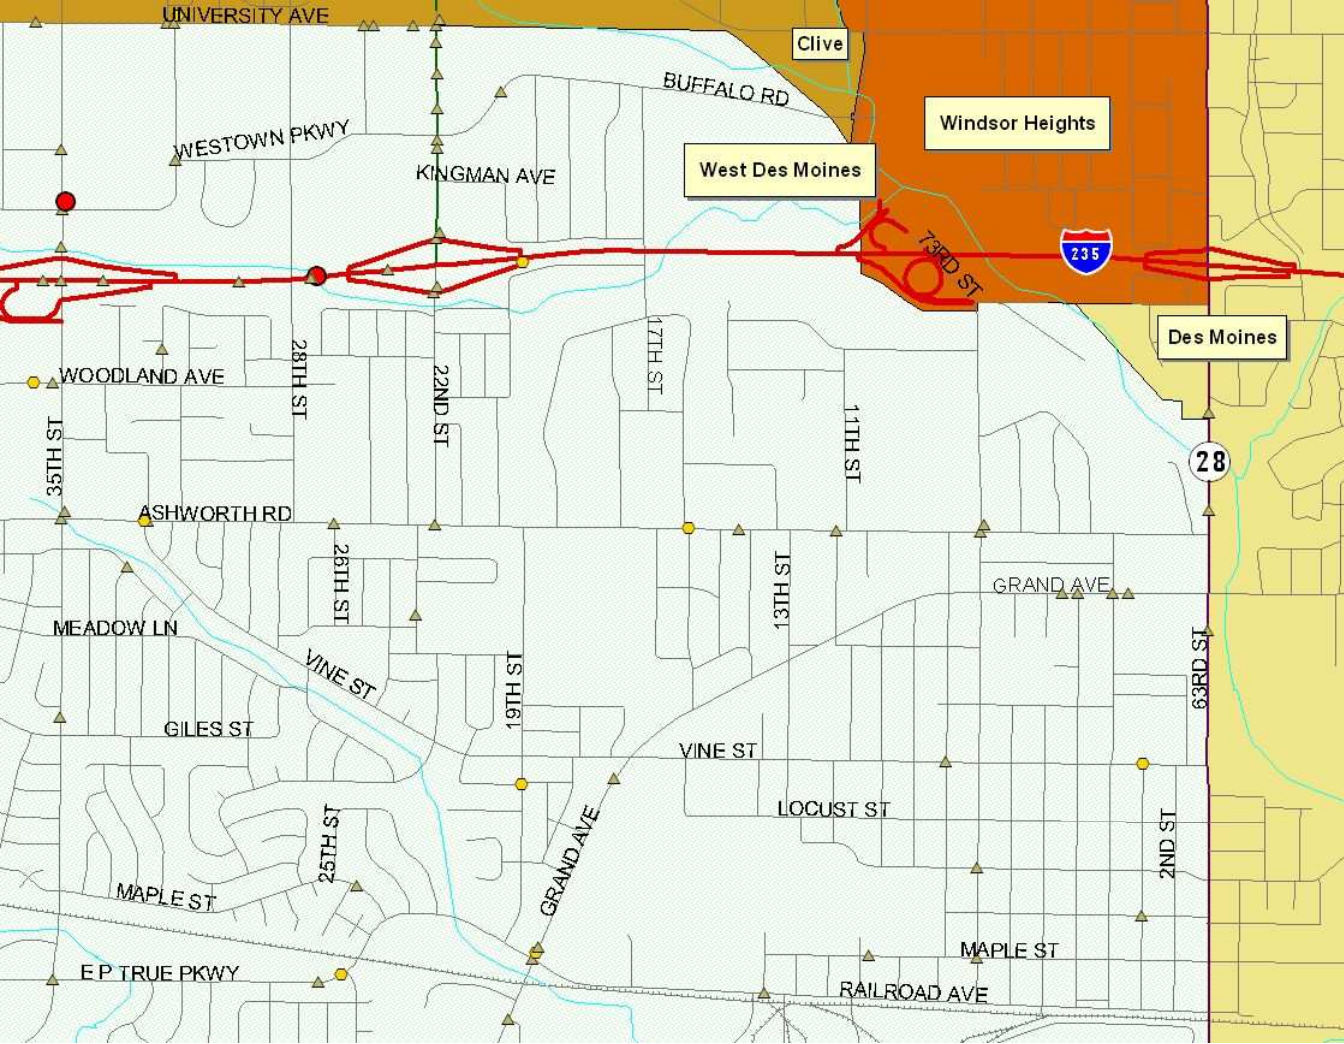 UNIVERSITY AVE
Clive
BUFFALO RD
Windsor Heights
WESTOWN PKWY
KINGMAN AVE
West Des Moines
73RD ST
235
Des Moines
17TH ST
28TH ST
WOODLAND AVE
22ND ST
35TH ST
11TH ST
28
ASHWORTH RD
26TH ST
13TH ST
GRAND AVE
MEADOW LN
VINE ST
19TH ST
63RD ST
GILES ST
VINE ST
LOCUST ST
25TH ST
GRAND AVE
2ND ST
MAPLE ST
MAPLE ST
E P TRUE PKWY
RAILROAD AVE